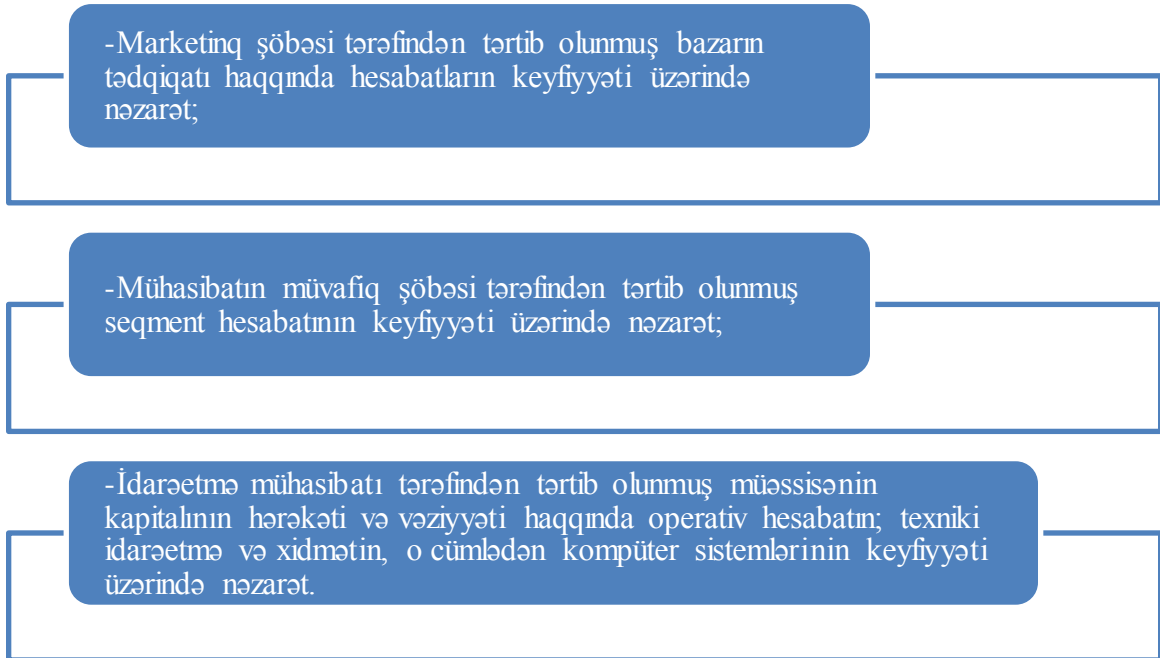 -Marketinq şöbəsi tərəfindən tərtib olunmuş bazarın
tədqiqatı haqqında hesabatların keyfiyyəti üzərində
nəzarət;
-Mühasibatın müvafiq şöbəsi tərəfindən tərtib olunmuş
seqment hesabatının keyfiyyəti üzərində nəzarət;
-İdarəetmə mühasibatı tərəfindən tərtib olunmuş müəssisənin
kapitalının hərəkəti və vəziyyəti haqqında operativ hesabatın; texniki
idarəetmə və xidmətin, o cümlədən kompüter sistemlərinin keyfiyyəti
üzərində nəzarət.